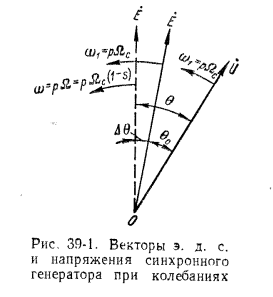 Ė Ė
ω₁=pΩc
U̇
ω₁=pΩc
ω=pΩ=pΩc(1-s)
θ
Δθ
θ₀
O
Рис. 39-1. Векторы э. д. с.
и напряжения синхронного
генератора при колебаниях